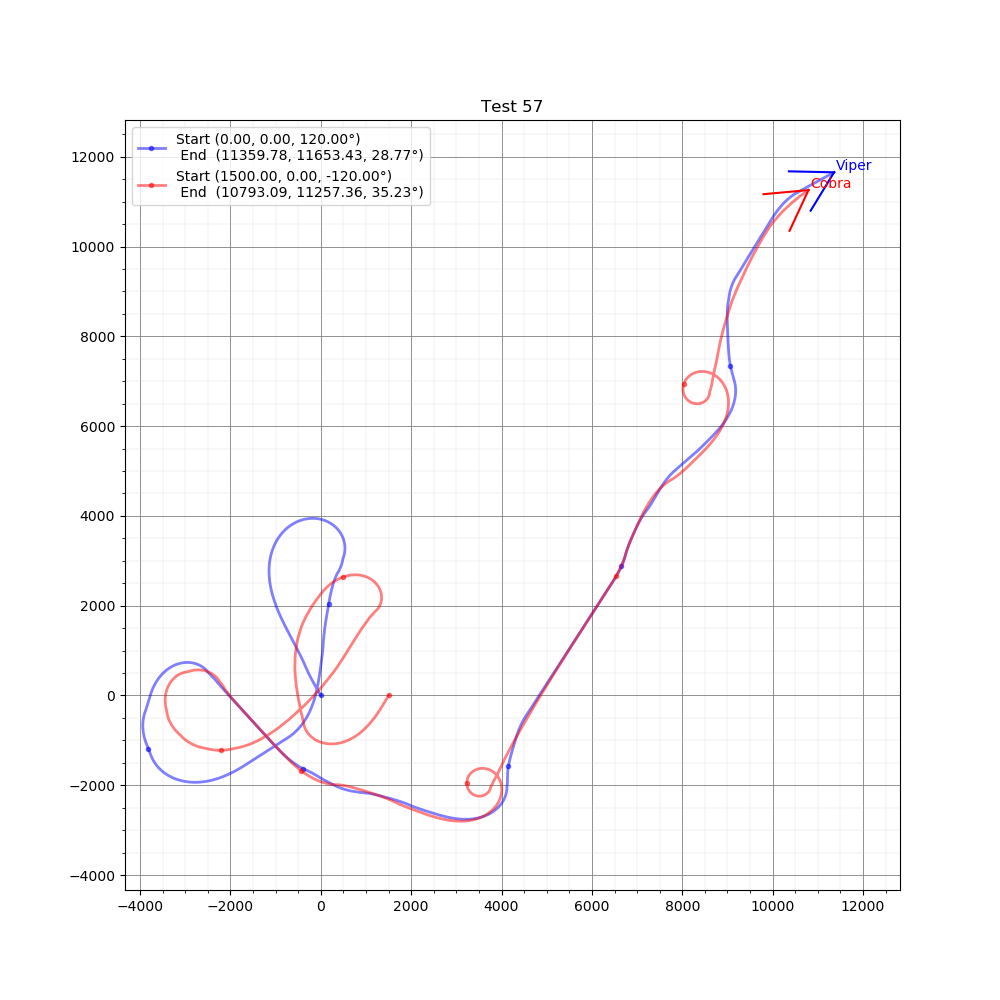 Test 57
Start (0.00, 0.00, 120.00°)
End  (11359.78, 11653.43, 28.77°)
Start (1500.00, 0.00, -120.00°)
End  (10793.09, 11257.36, 35.23°)
Viper
Cobra
12000
10000
8000
6000
4000
2000
0
−2000
−4000
−4000 −2000 0 2000 4000 6000 8000 10000 12000